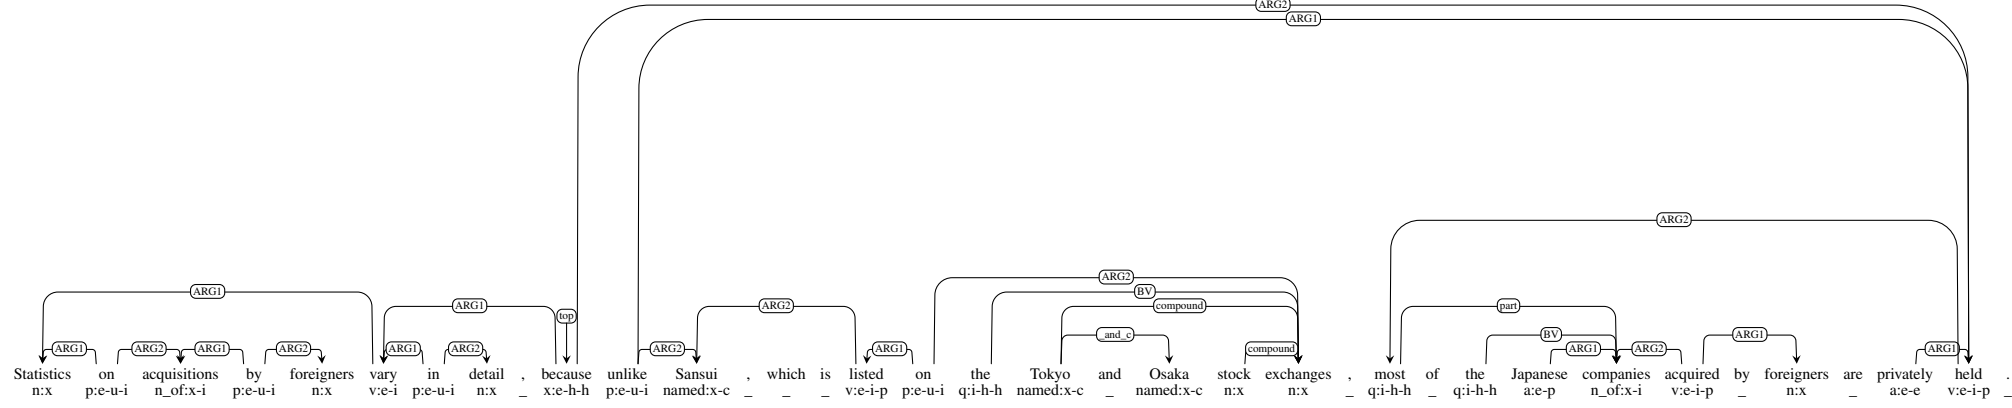 ARG2
ARG1
ARG2
ARG2
ARG1 BV
ARG1 ARG2 compound part
top
_and_c BV ARG1
ARG1 ARG2 ARG1 ARG2 ARG1 ARG2 ARG2 ARG1 compound ARG1 ARG2 ARG1
Statistics on acquisitions by foreigners vary in detail , because unlike Sansui , which is listed on the Tokyo and Osaka stock exchanges , most of the Japanese companies acquired by foreigners are privately held .
n:x p:e-u-i n_of:x-i p:e-u-i n:x v:e-i p:e-u-i n:x _ x:e-h-h p:e-u-i named:x-c _ _ _ v:e-i-p p:e-u-i q:i-h-h named:x-c _ named:x-c n:x n:x _ q:i-h-h _ q:i-h-h a:e-p n_of:x-i v:e-i-p _ n:x _ a:e-e v:e-i-p _